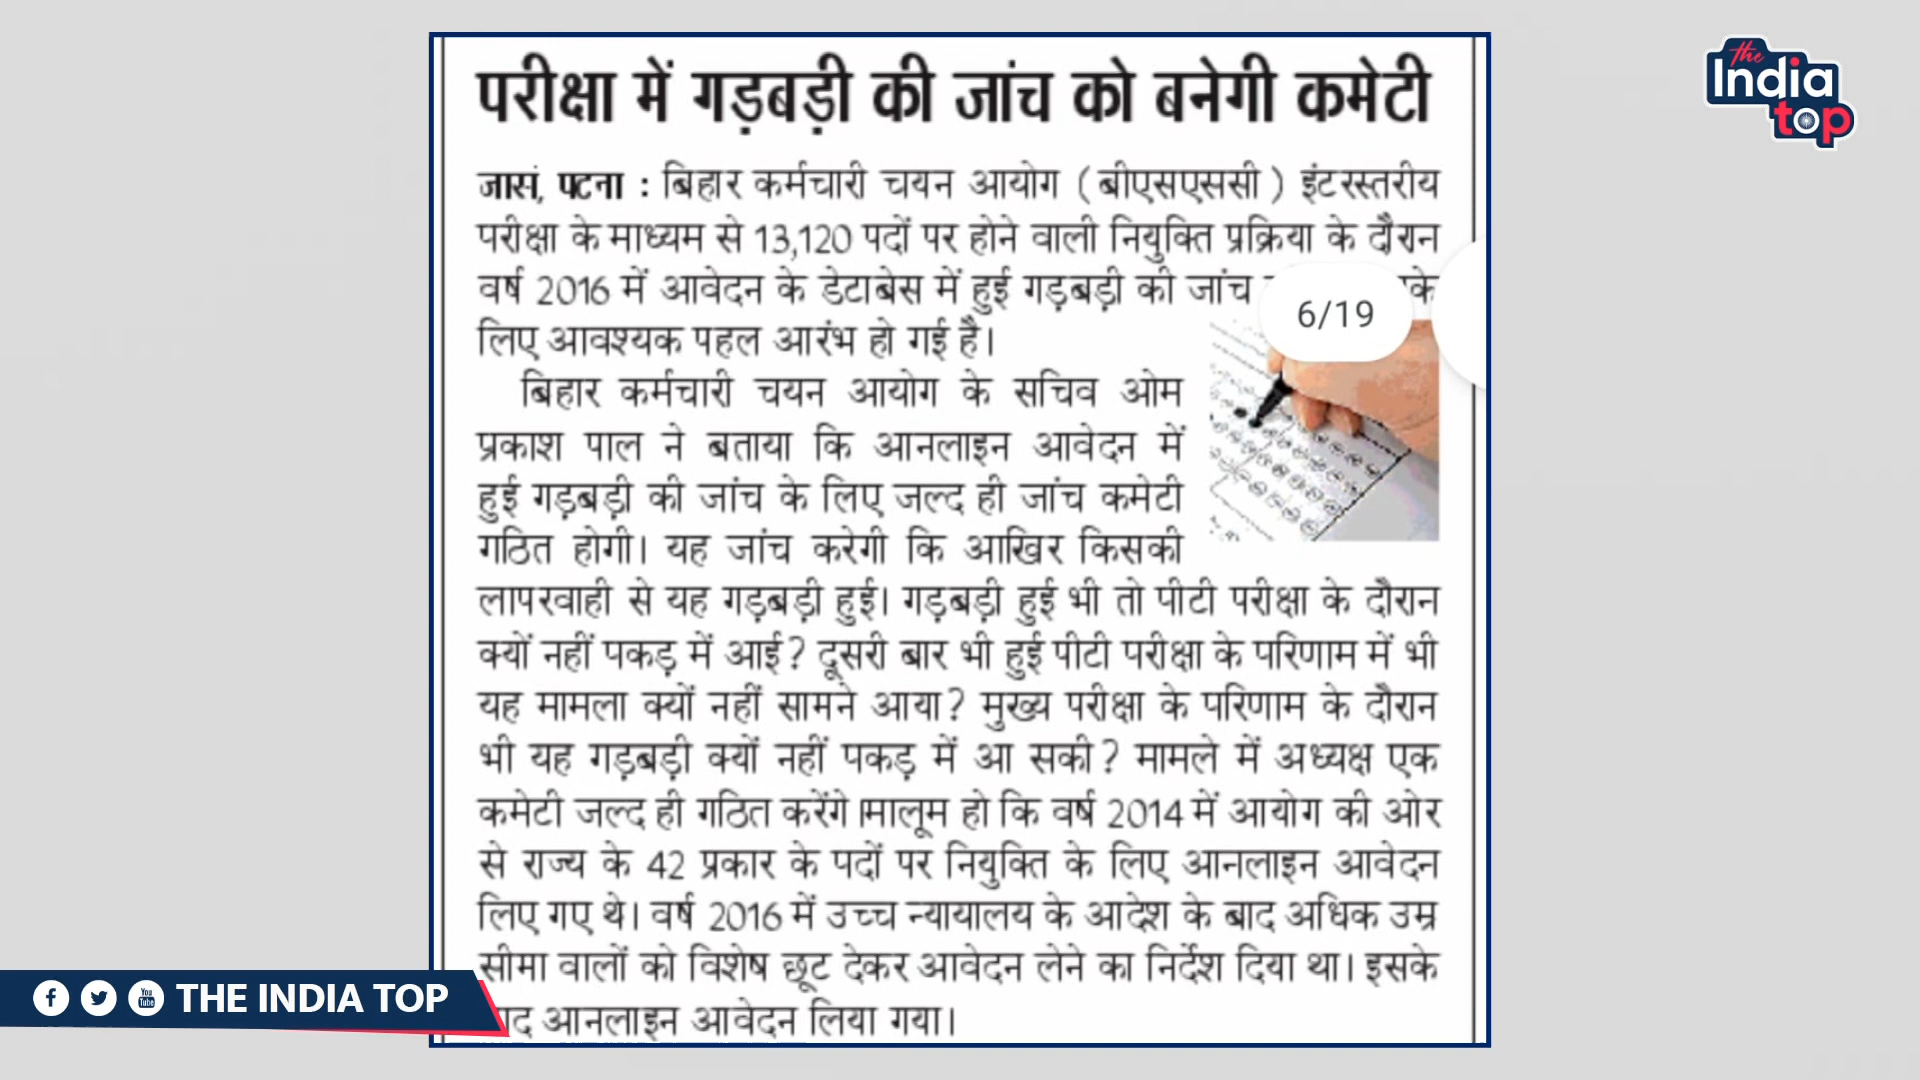 the
India
top
परीक्षा में गड़बड़ी की जांच को बनेगी कमेटी
जासं, पटना : बिहार कर्मचारी चयन आयोग ( बीएसएससी ) इंटरस्तरीय
परीक्षा के माध्यम से 13,120 पदों पर होने वाली नियुक्ति प्रक्रिया के दौरान
वर्ष 2016 में आवेदन के डेटाबेस में हुई गड़बड़ी की जांच
6/19
लिए आवश्यक पहल आरंभ हो गई है।
बिहार कर्मचारी चयन आयोग के सचिव ओम
प्रकाश पाल ने बताया कि आनलाइन आवेदन में
हुई गड़बड़ी की जांच के लिए जल्द ही जांच कमेटी
गठित होगी। यह जांच करेगी कि आखिर किसकी
लापरवाही से यह गड़बड़ी हुई। गड़बड़ी हुई भी तो पीटी परीक्षा के दौरान
क्यों नहीं पकड़ में आई? दूसरी बार भी हुई पीटी परीक्षा के परिणाम में भी
यह मामला क्यों नहीं सामने आया? मुख्य परीक्षा के परिणाम के दौरान
भी यह गड़बड़ी क्यों नहीं पकड़ में आ सकी? मामले में अध्यक्ष एक
कमेटी जल्द ही गठित करेंगे।मालूम हो कि वर्ष 2014 में आयोग की ओर
से राज्य के 42 प्रकार के पदों पर नियुक्ति के लिए आनलाइन आवेदन
लिए गए थे। वर्ष 2016 में उच्च न्यायालय के आदेश के बाद अधिक उम्र
सीमा वालों को विशेष छूट देकर आवेदन लेने का निर्देश दिया था। इसके
आनलाइन आवेदन लिया गया।
You Tube
THE INDIA TOP